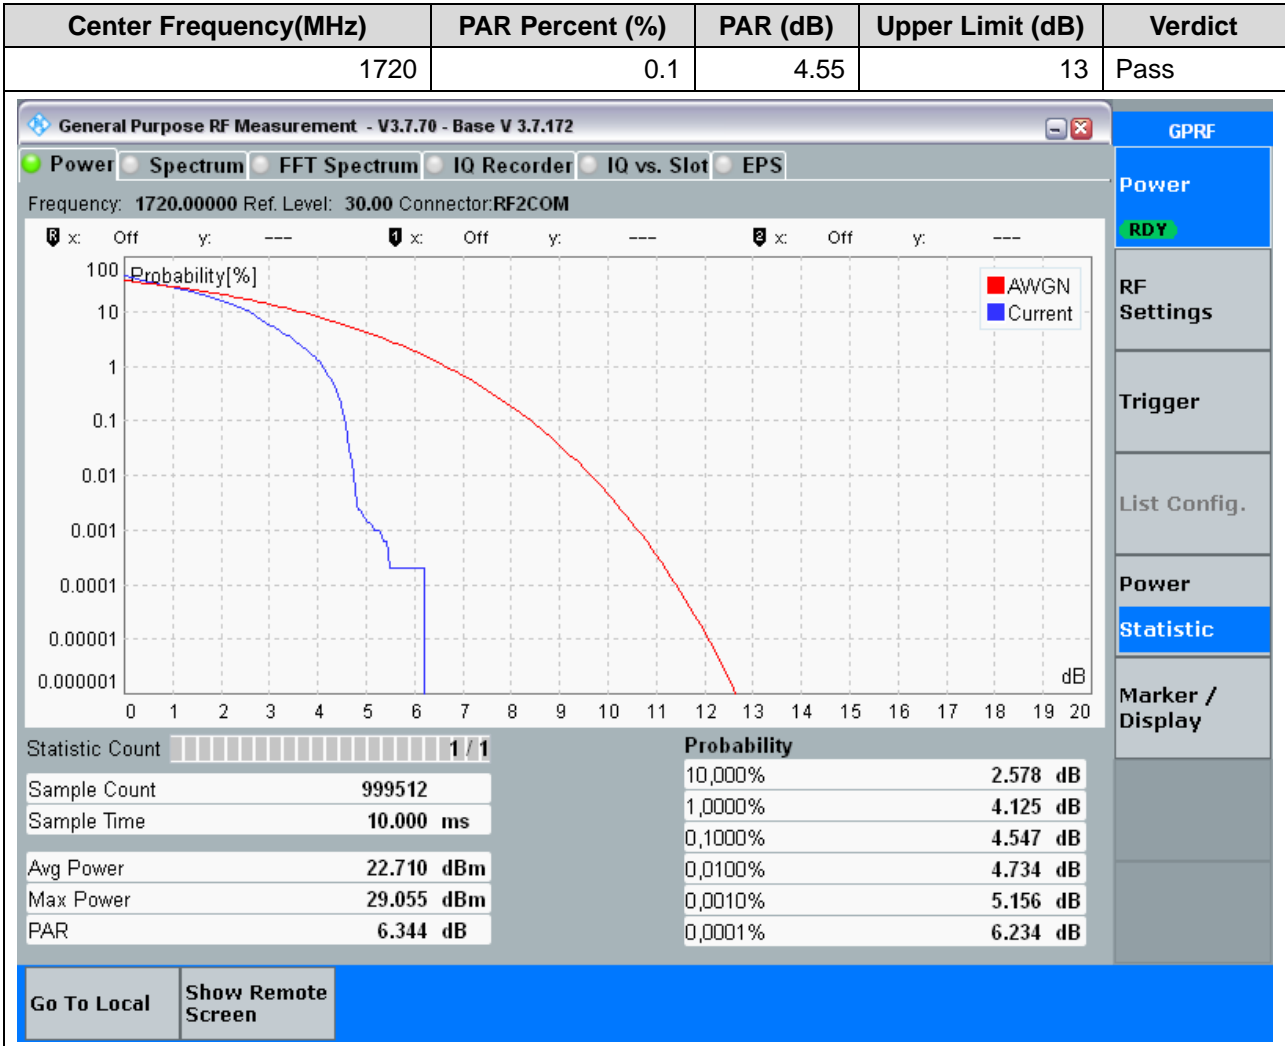 Center Frequency(MHz) PAR Percent (%) PAR (dB) Upper Limit (dB) Verdict
1720 0.1 4.55 13 Pass
General Purpose RF Measurement - V3.7.70 - Base V 3.7.172
GPRF
Power Spectrum FFT Spectrum IQ Recorder IQ vs. Slot EPS
Frequency: 1720.00000 Ref. Level: 30.00 Connector:RF2COM
R x: Off y: --- 1 x: Off y: --- 2 x: Off y: ---
Probability[%]
100
10
1
0.1
0.01
0.001
0.0001
0.00001
0.000001
AWGN
Current
dB
0 1 2 3 4 5 6 7 8 9 10 11 12 13 14 15 16 17 18 19 20
Statistic Count 1 / 1
Sample Count 999512
Sample Time 10.000 ms
Avg Power 22.710 dBm
Max Power 29.055 dBm
PAR 6.344 dB
Probability
10,000% 2.578 dB
1,0000% 4.125 dB
0,1000% 4.547 dB
0,0100% 4.734 dB
0,0010% 5.156 dB
0,0001% 6.234 dB
Power
RDY
RF
Settings
Trigger
List Config.
Power
Statistic
Marker /
Display
Go To Local
Show Remote
Screen